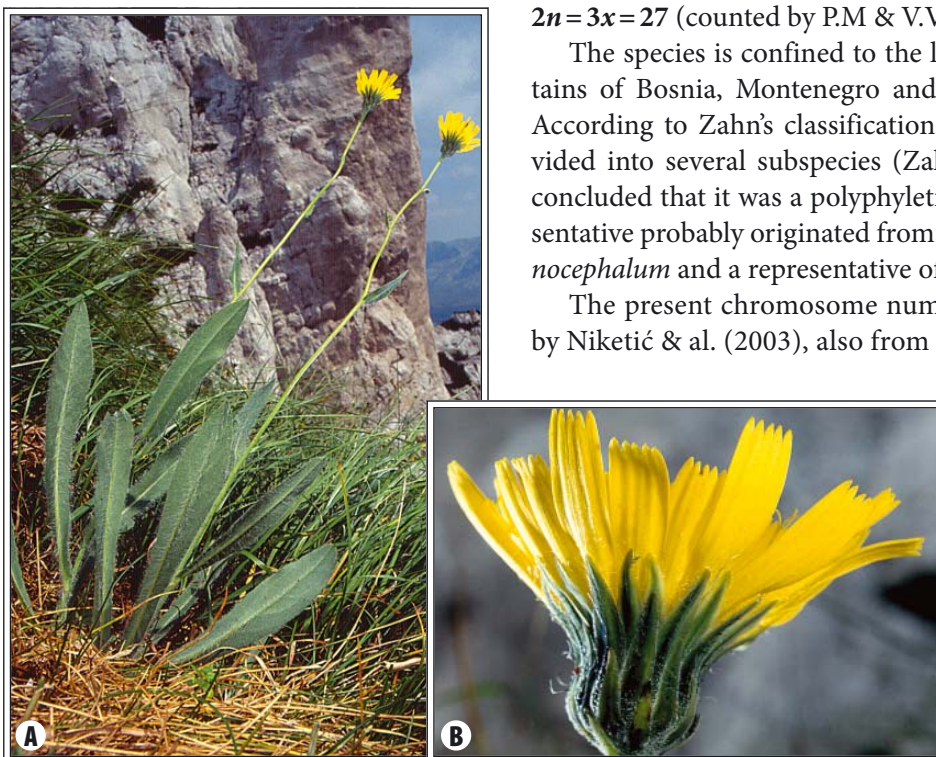 2n = 3x = 27 (counted by P.M & V.V
The species is confined to the l
tains of Bosnia, Montenegro and
According to Zahn’s classification
vided into several subspecies (Zal
concluded that it was a polyphyleti
sentative probably originated from
nocephalum and a representative of
The present chromosome num
by Niketić & al. (2003), also from
A
B